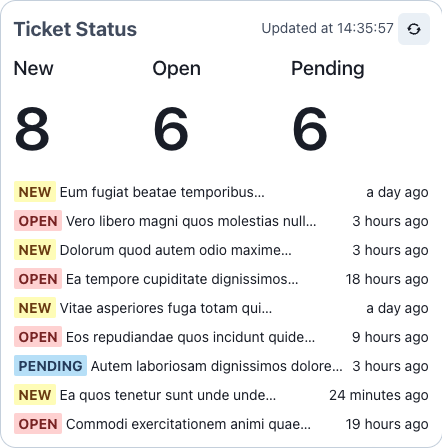 Ticket Status
Updated at 14:35:57
New Open Pending
8 6 6
NEW Eum fugiat beatae temporibus... a day ago
OPEN Vero libero magni quos molestias null... 3 hours ago
NEW Dolorum quod autem odio maxime... 3 hours ago
OPEN Ea tempore cupiditate dignissimos... 18 hours ago
NEW Vitae asperiores fuga totam qui... a day ago
OPEN Eos repudiandae quos incidunt quide... 9 hours ago
PENDING Autem laboriosam dignissimos dolore... 3 hours ago
NEW Ea quos tenetur sunt unde unde... 24 minutes ago
OPEN Commodi exercitationem animi quae... 19 hours ago